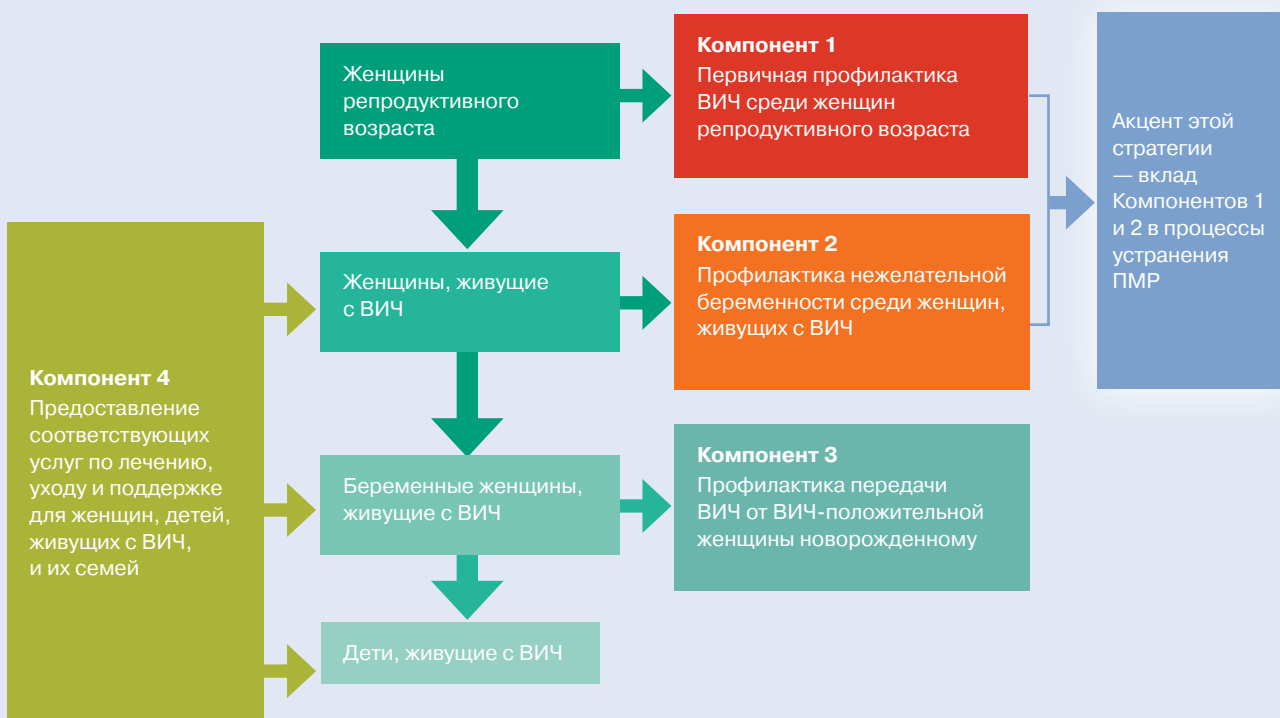 Женщины
репродуктивного
возраста
Компонент 1
Первичная профилактика
ВИЧ среди женщин
репродуктивного возраста
Акцент этой
стратегии
— вклад
Компонентов 1
и 2 в процессы
устранения
ПМР
Женщины, живущие
с ВИЧ
Компонент 2
Профилактика нежелательной
беременности среди женщин,
живущих с ВИЧ
Компонент 4
Предоставление
соответствующих
услуг по лечению,
уходу и поддержке
для женщин, детей,
живущих с ВИЧ,
и их семей
Беременные женщины,
живущие с ВИЧ
Компонент 3
Профилактика передачи
ВИЧ от ВИЧ-положительной
женщины новорожденному
Дети, живущие с ВИЧ